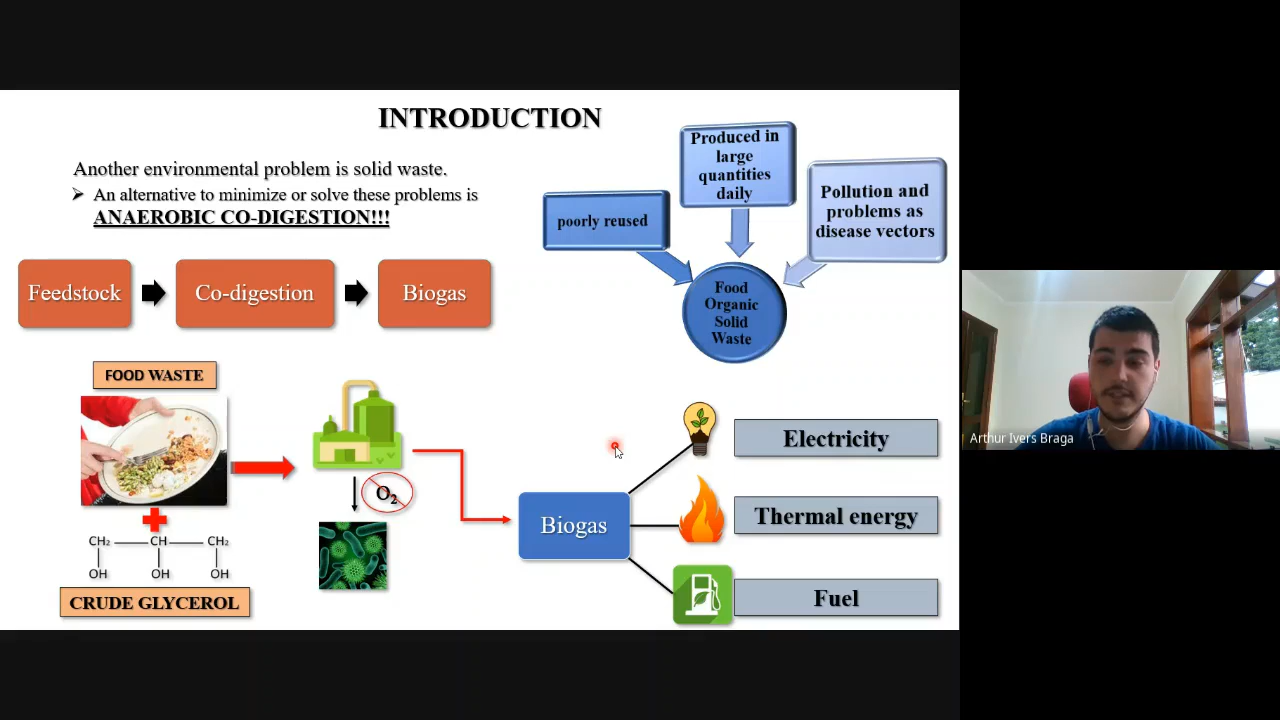 INTRODUCTION
Another environmental problem is solid waste.
➢ An alternative to minimize or solve these problems is
ANAEROBIC CO-DIGESTION!!!
Feedstock
Co-digestion
Biogas
poorly reused
Produced in
large
quantities
daily
Pollution and
problems as
disease vectors
Food
Organic
Solid
Waste
FOOD WASTE
CH₂
CH
CH₂
OH
OH
OH
CRUDE GLYCEROL
O₂
Biogas
Electricity
Thermal energy
Fuel
Arthur Ivers Braga